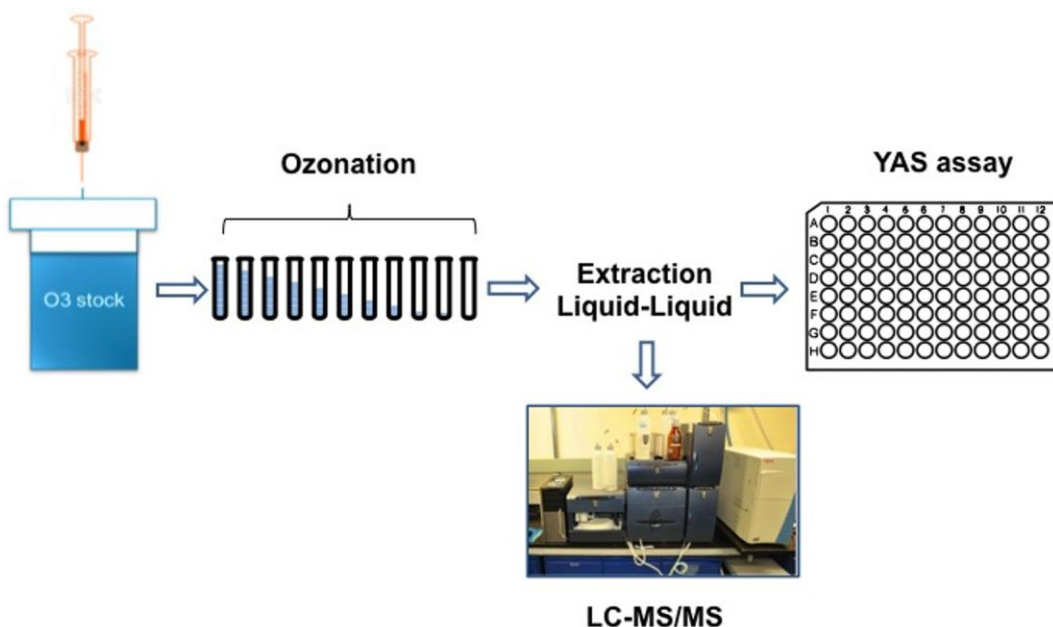 Ozonation
YAS assay
O3 stock
Extraction
Liquid-Liquid
1 2 3 4 5 6 7 8 9 10 11 12
A
B
C
D
E
F
G
H
LC-MS/MS